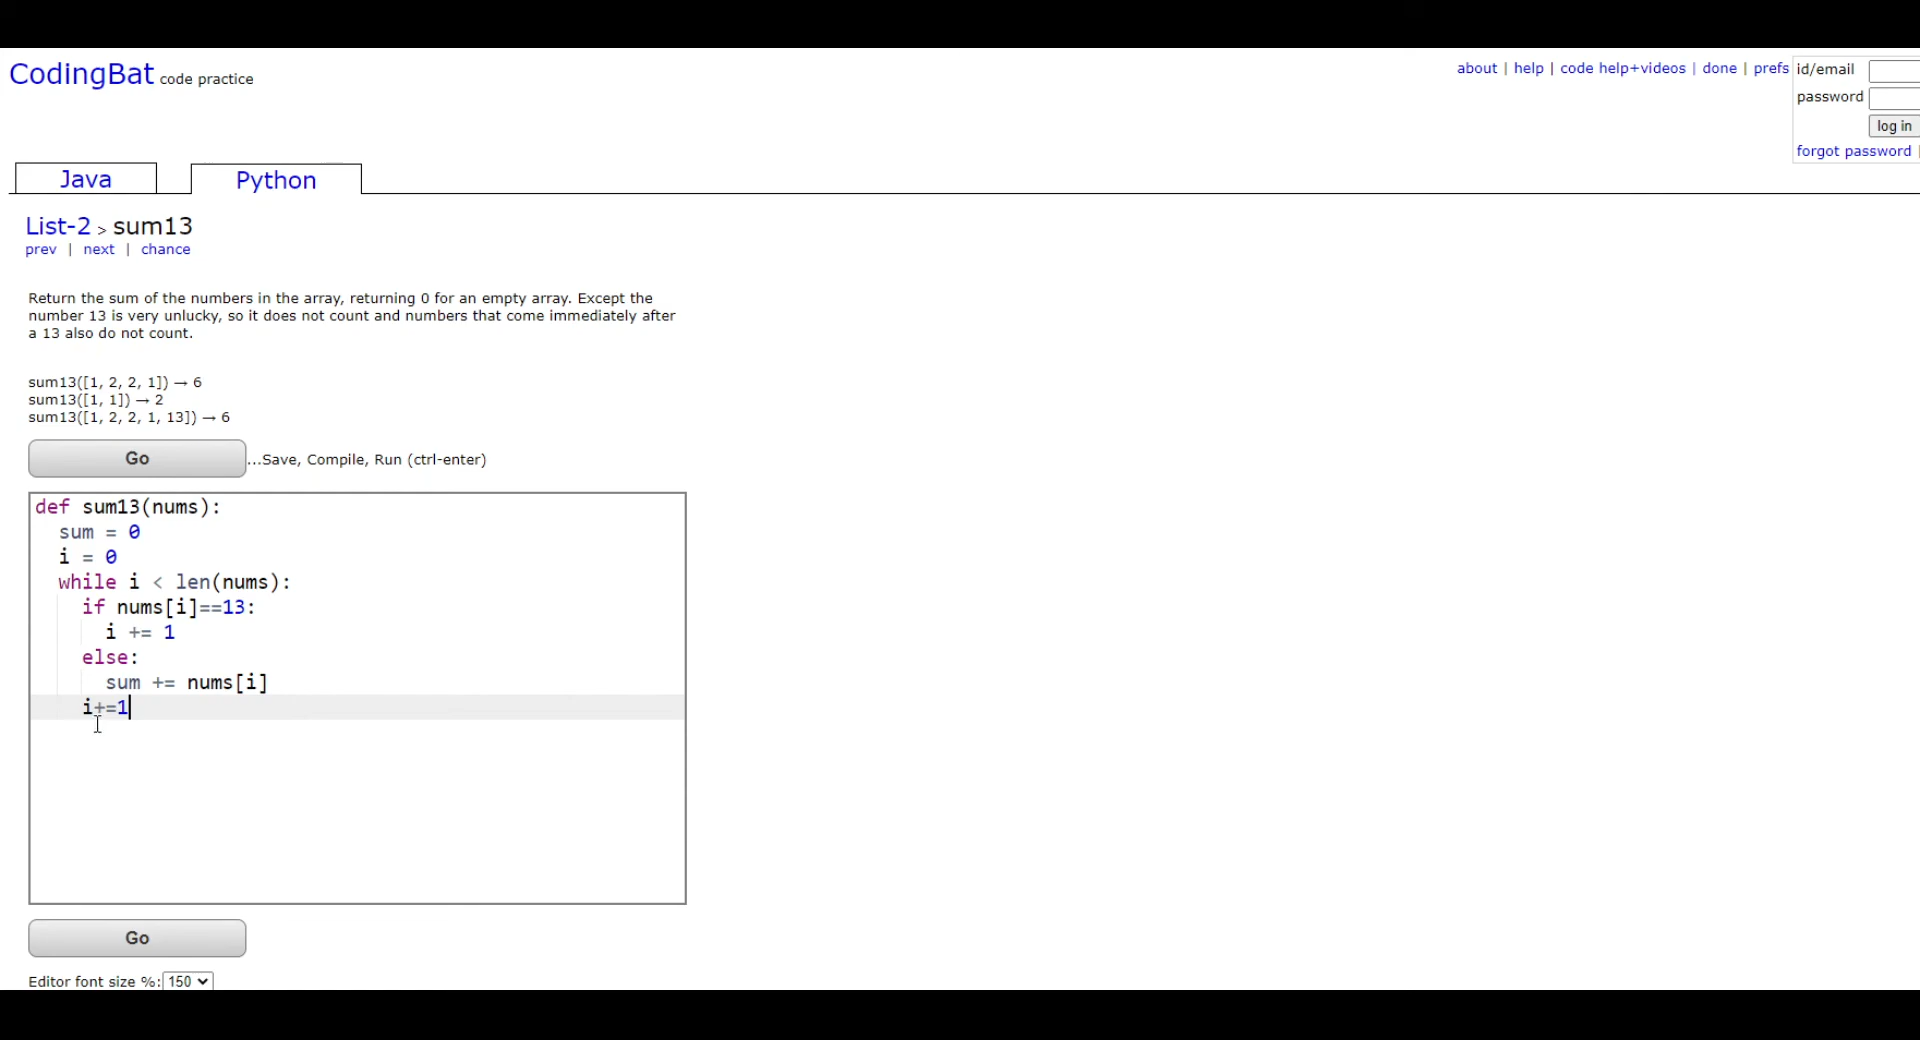 CodingBat code practice
about | help | code help+videos | done | prefs
id/email
password
log in
forgot password |
Java
Python
List-2 > sum13
prev | next | chance
Return the sum of the numbers in the array, returning 0 for an empty array. Except the
number 13 is very unlucky, so it does not count and numbers that come immediately after
a 13 also do not count.
sum13([1, 2, 2, 1]) → 6
sum13([1, 1]) → 2
sum13([1, 2, 2, 1, 13]) → 6
Go
...Save, Compile, Run (ctrl-enter)
def sum13(nums):
  sum = 0
  i = 0
  while i < len(nums):
    if nums[i]==13:
      i += 1
    else:
      sum += nums[i]
    i+=1
Go
Editor font size %: 150